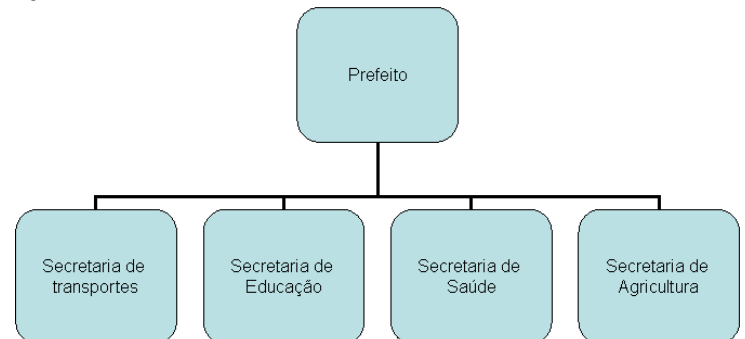 Prefeito
Secretaria de
transportes
Secretaria de
Educação
Secretaria de
Saúde
Secretaria de
Agricultura